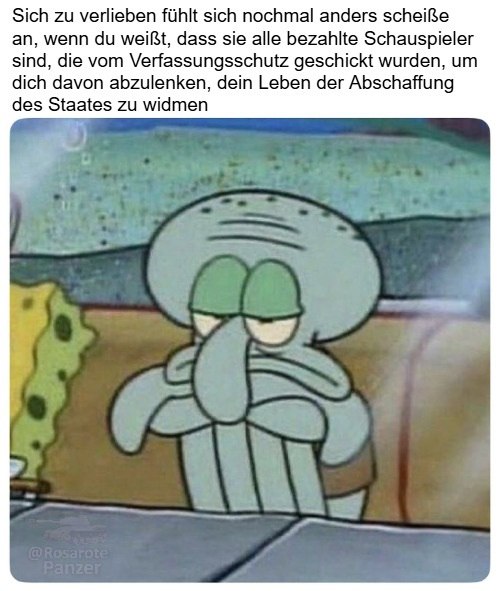 Sich zu verlieben fühlt sich nochmal anders scheiße
an, wenn du weißt, dass sie alle bezahlte Schauspieler
sind, die vom Verfassungsschutz geschickt wurden, um
dich davon abzulenken, dein Leben der Abschaffung
des Staates zu widmen
@Rosarote
Panzer